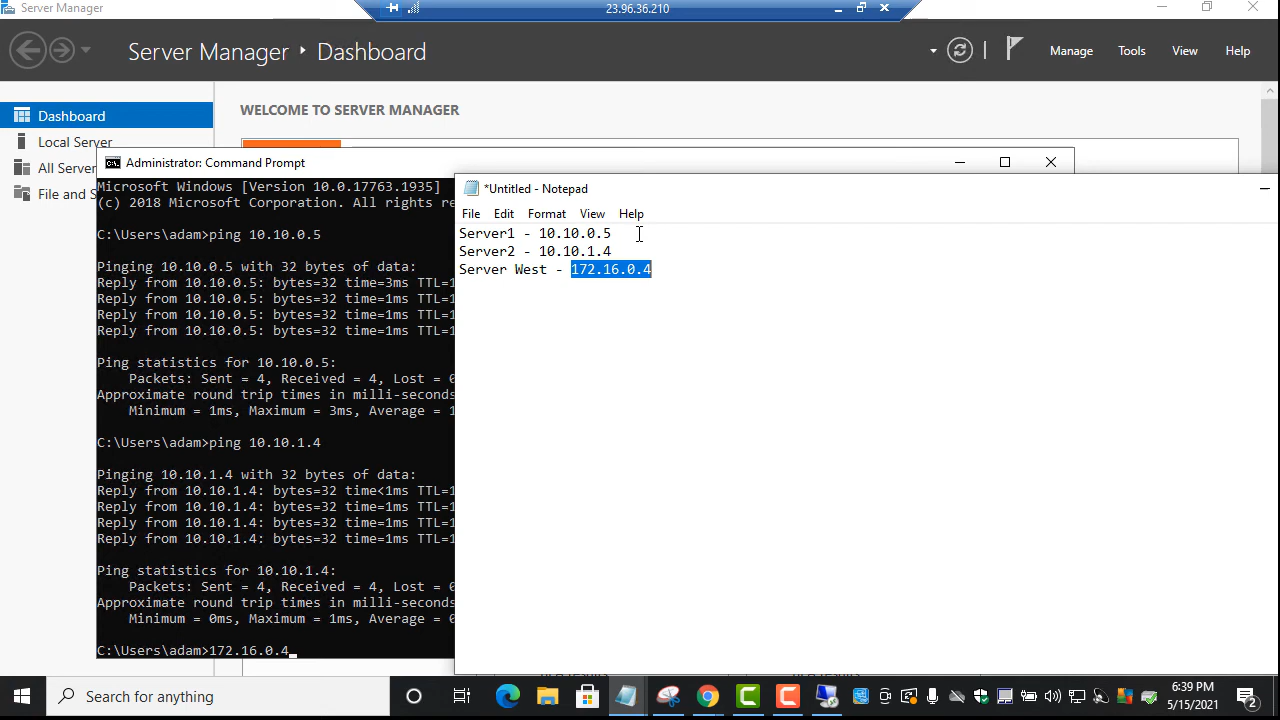 Server Manager
23.96.36.210
Server Manager ‣ Dashboard
Manage Tools View Help
Dashboard
Local Server
All Server
File and S
WELCOME TO SERVER MANAGER
Administrator: Command Prompt
Microsoft Windows [Version 10.0.17763.1935]
(c) 2018 Microsoft Corporation. All rights re
C:\Users\adam>ping 10.10.0.5
Pinging 10.10.0.5 with 32 bytes of data:
Reply from 10.10.0.5: bytes=32 time=3ms TTL=1
Reply from 10.10.0.5: bytes=32 time=1ms TTL=1
Reply from 10.10.0.5: bytes=32 time=1ms TTL=1
Reply from 10.10.0.5: bytes=32 time=1ms TTL=1
Ping statistics for 10.10.0.5:
Packets: Sent = 4, Received = 4, Lost = 0
Approximate round trip times in milli-seconds
Minimum = 1ms, Maximum = 3ms, Average = 1
C:\Users\adam>ping 10.10.1.4
Pinging 10.10.1.4 with 32 bytes of data:
Reply from 10.10.1.4: bytes=32 time<1ms TTL=1
Reply from 10.10.1.4: bytes=32 time=1ms TTL=1
Reply from 10.10.1.4: bytes=32 time=1ms TTL=1
Reply from 10.10.1.4: bytes=32 time=1ms TTL=1
Ping statistics for 10.10.1.4:
Packets: Sent = 4, Received = 4, Lost = 0
Approximate round trip times in milli-seconds
Minimum = 0ms, Maximum = 1ms, Average = 0
C:\Users\adam>172.16.0.4
*Untitled - Notepad
File Edit Format View Help
Server1 - 10.10.0.5
Server2 - 10.10.1.4
Server West - 172.16.0.4
Search for anything
6:39 PM
5/15/2021
2